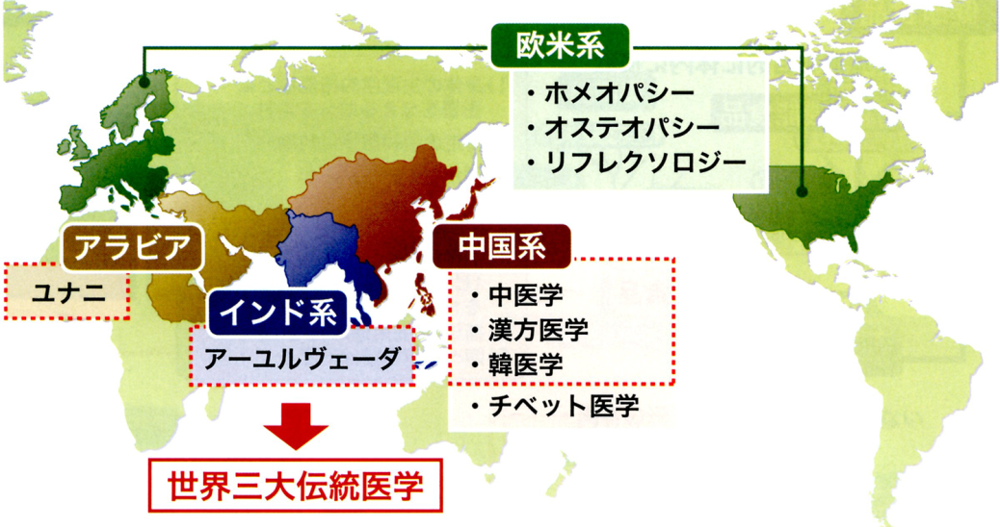 欧米系
・ホメオパシー
・オステオパシー
・リフレクソロジー
アラビア
ユナニ
インド系
アーユルヴェーダ
中国系
・中医学
・漢方医学
・韓医学
・チベット医学
世界三大伝統医学